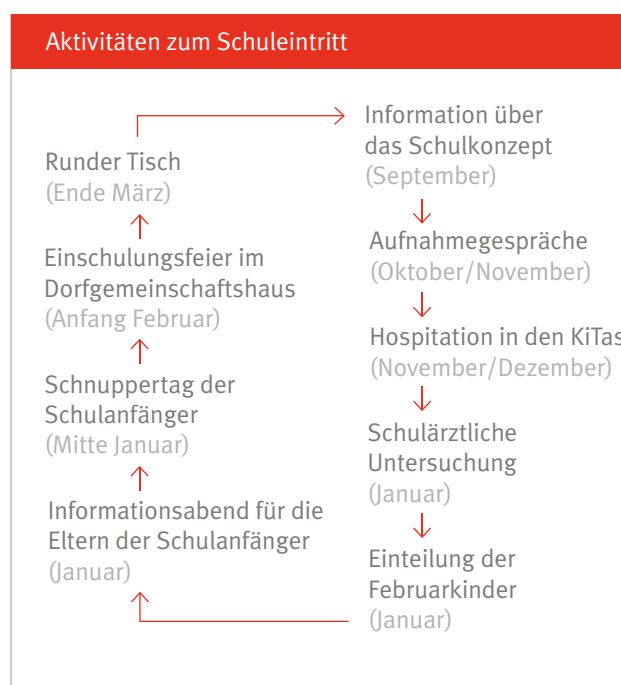 Aktivitäten zum Schuleintritt
Information über
das Schulkonzept
(September)
Aufnahmegespräche
(Oktober/November)
Hospitation in den KiTas
(November/Dezember)
Schulärztliche
Untersuchung
(Januar)
Einteilung der
Februarkinder
(Januar)
Informationsabend für die
Eltern der Schulanfänger
(Januar)
Schnuppertag der
Schulanfänger
(Mitte Januar)
Einschulungsfeier im
Dorfgemeinschaftshaus
(Anfang Februar)
Runder Tisch
(Ende März)